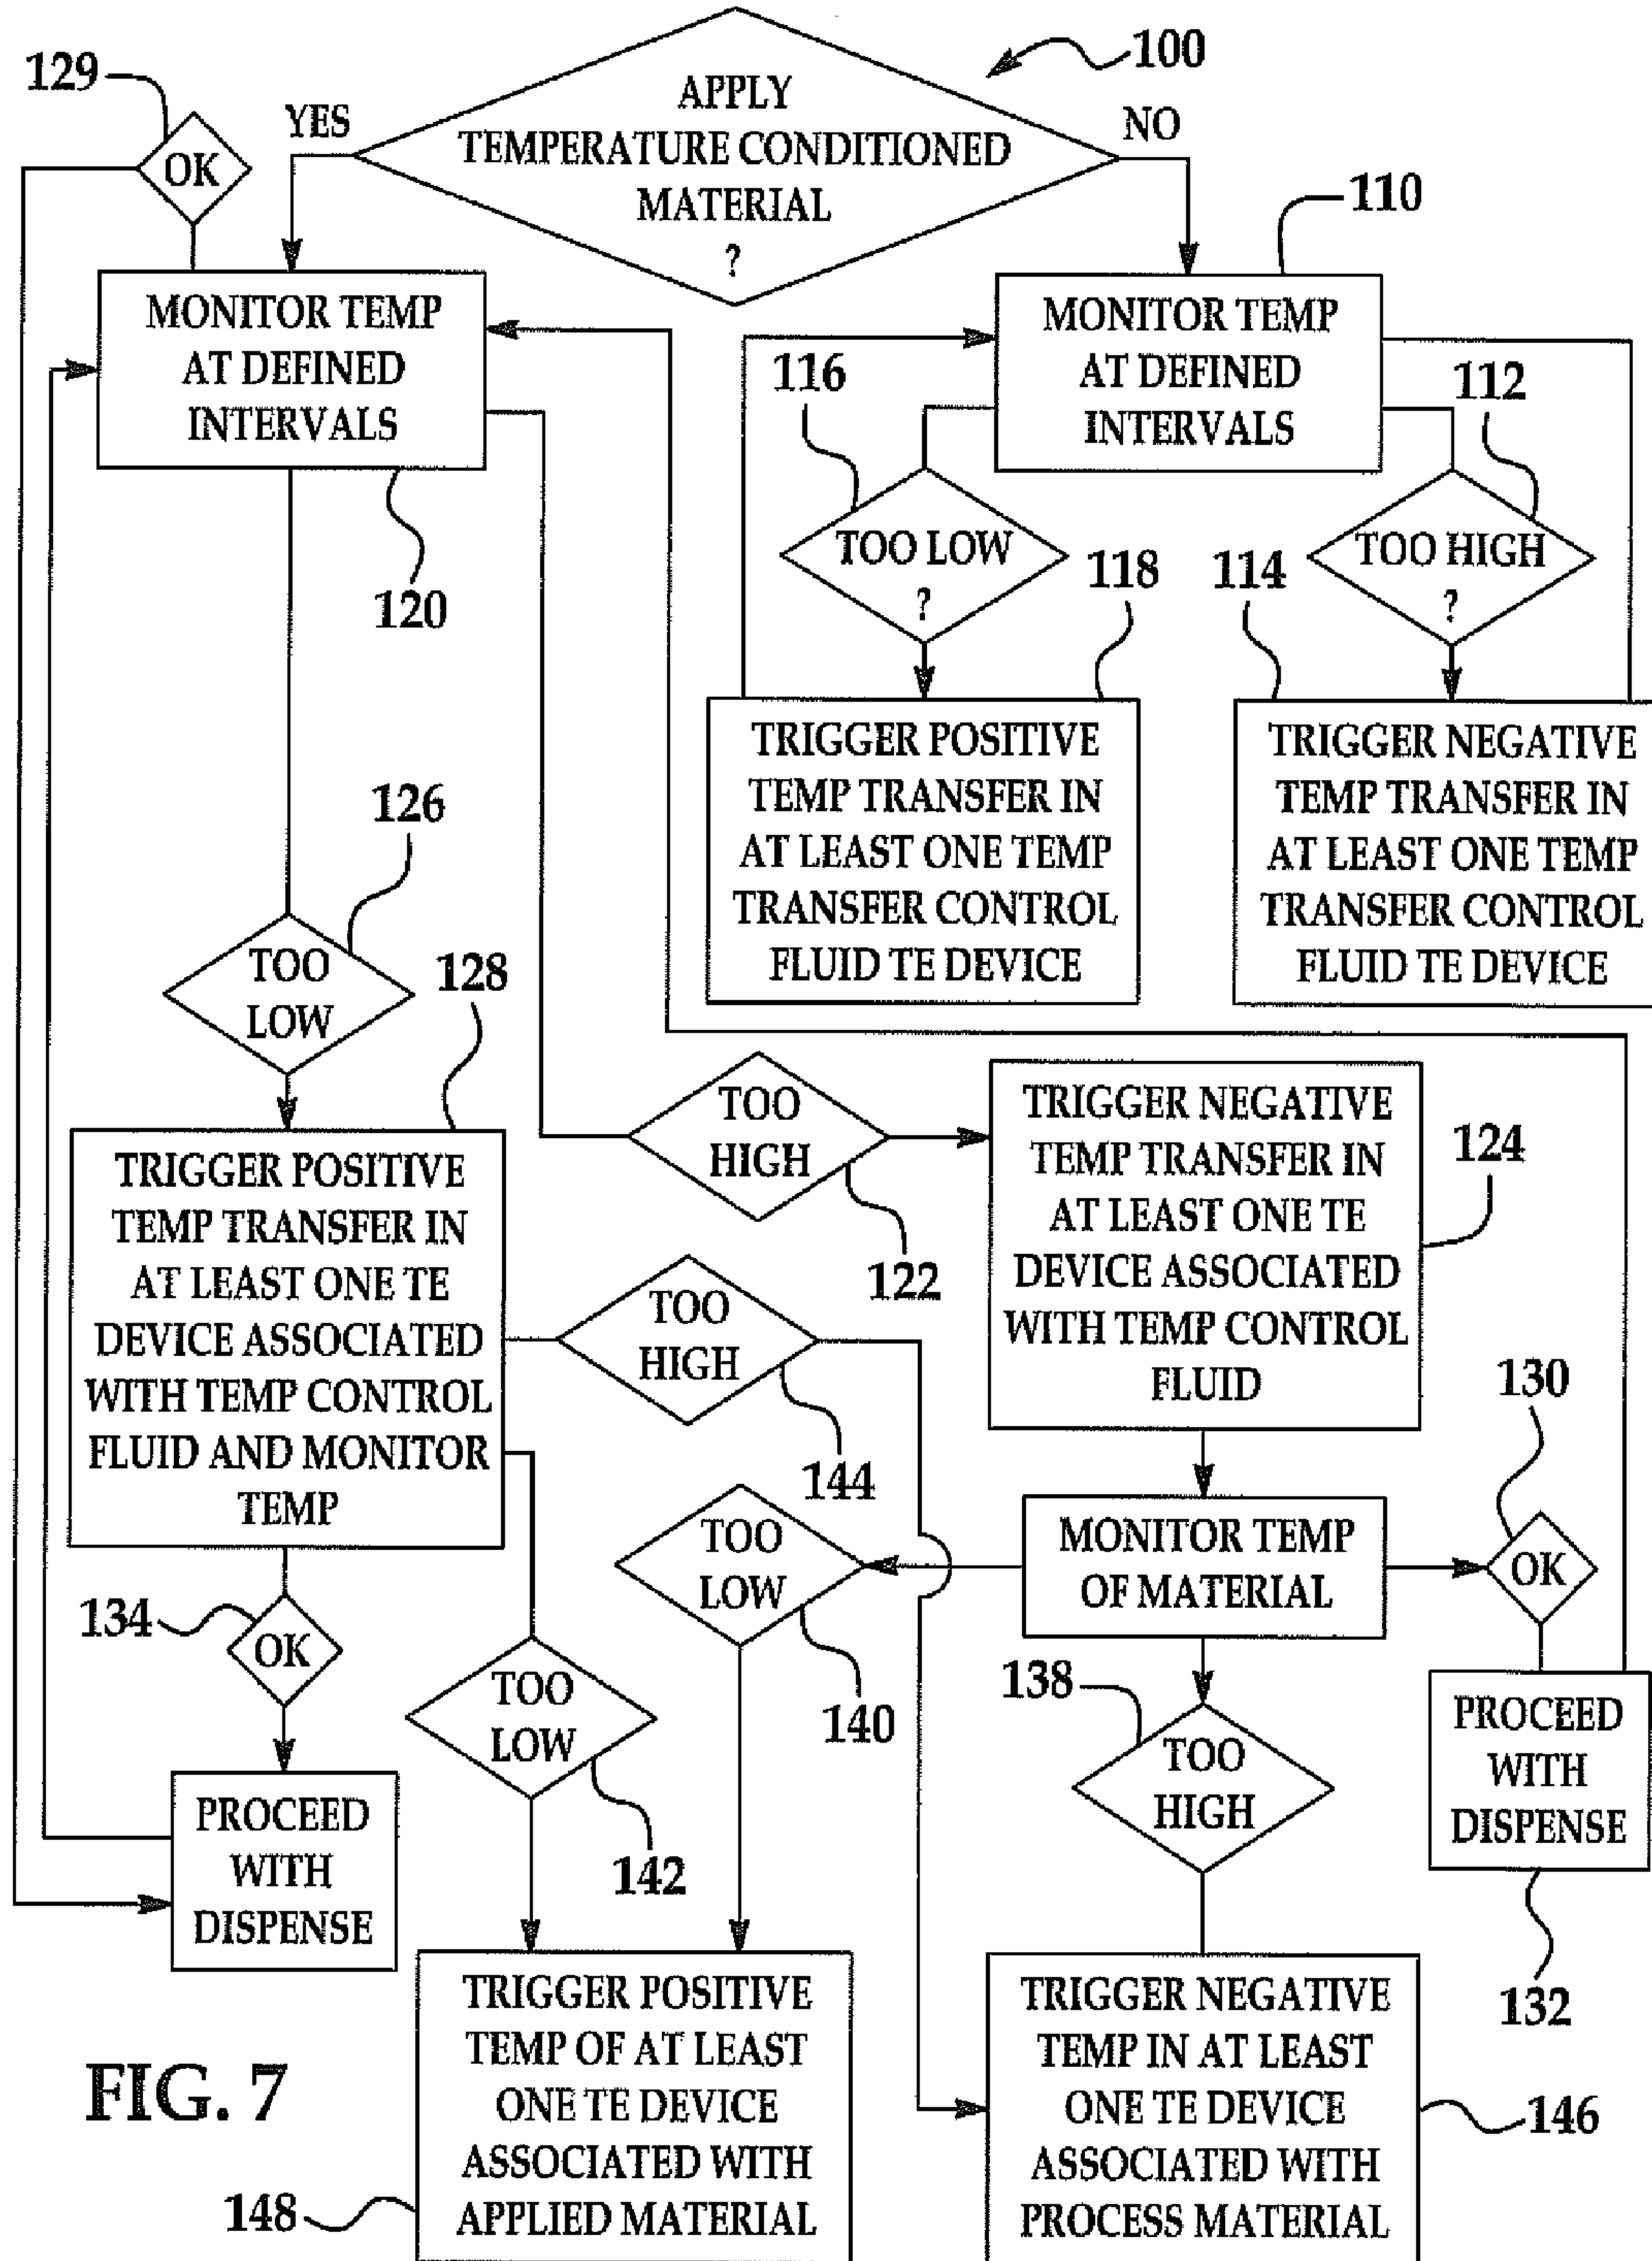 100
129
APPLY
TEMPERATURE CONDITIONED
MATERIAL
?
YES
NO
OK
110
MONITOR TEMP
AT DEFINED
INTERVALS
120
MONITOR TEMP
AT DEFINED
INTERVALS
116
TOO LOW
?
112
TOO HIGH
?
118
114
TRIGGER POSITIVE
TEMP TRANSFER IN
AT LEAST ONE TEMP
TRANSFER CONTROL
FLUID TE DEVICE
TRIGGER NEGATIVE
TEMP TRANSFER IN
AT LEAST ONE TEMP
TRANSFER CONTROL
FLUID TE DEVICE
126
TOO
LOW
128
TRIGGER POSITIVE
TEMP TRANSFER IN
AT LEAST ONE TE
DEVICE ASSOCIATED
WITH TEMP CONTROL
FLUID AND MONITOR
TEMP
TOO
HIGH
122
TRIGGER NEGATIVE
TEMP TRANSFER IN
AT LEAST ONE TE
DEVICE ASSOCIATED
WITH TEMP CONTROL
FLUID
124
TOO
HIGH
144
130
OK
MONITOR TEMP
OF MATERIAL
TOO
LOW
140
134
OK
TOO
LOW
142
138
TOO
HIGH
PROCEED
WITH
DISPENSE
132
PROCEED
WITH
DISPENSE
TRIGGER POSITIVE
TEMP OF AT LEAST
ONE TE DEVICE
ASSOCIATED WITH
APPLIED MATERIAL
148
TRIGGER NEGATIVE
TEMP IN AT LEAST
ONE TE DEVICE
ASSOCIATED WITH
PROCESS MATERIAL
146
FIG. 7